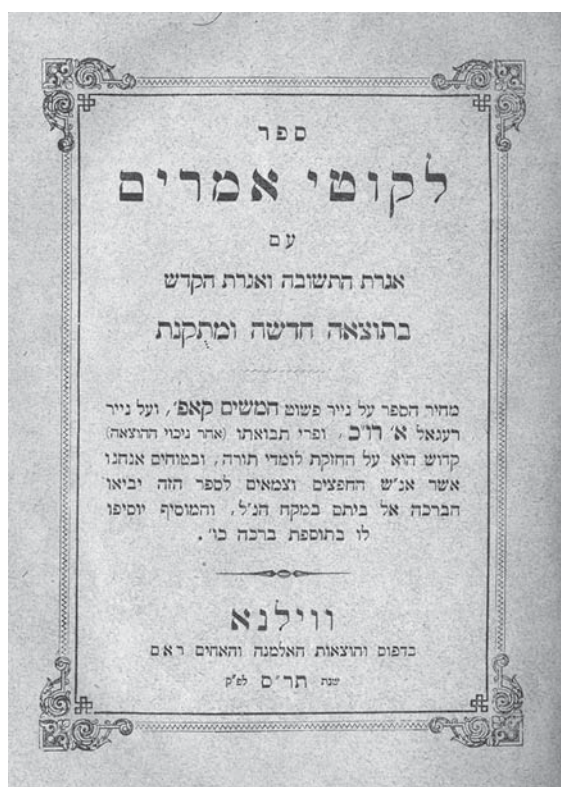 ספר
לקוטי אמרים
עם
אגרת התשובה ואגרת הקדש
בתוצאה חדשה ומתקנת
מחיר הספר על נייר פשוט חמשים קאפ׳, ועל נייר
רעגאל א׳ רו״כ, ופרי תבואתו (אחר ניכוי ההוצאה)
קדוש הוא על החזקת לומדי תורה, ובטוחים אנחנו
אשר אנ״ש החפצים וצמאים לספר הזה יביאו
הברכה אל ביתם במקח הנ״ל, והמוסיף יוסיפו
לו בתוספת ברכה כו׳.
ווילנא
בדפוס והוצאות האלמנה והאחים ראם
שנת תר״ס לפ״ק